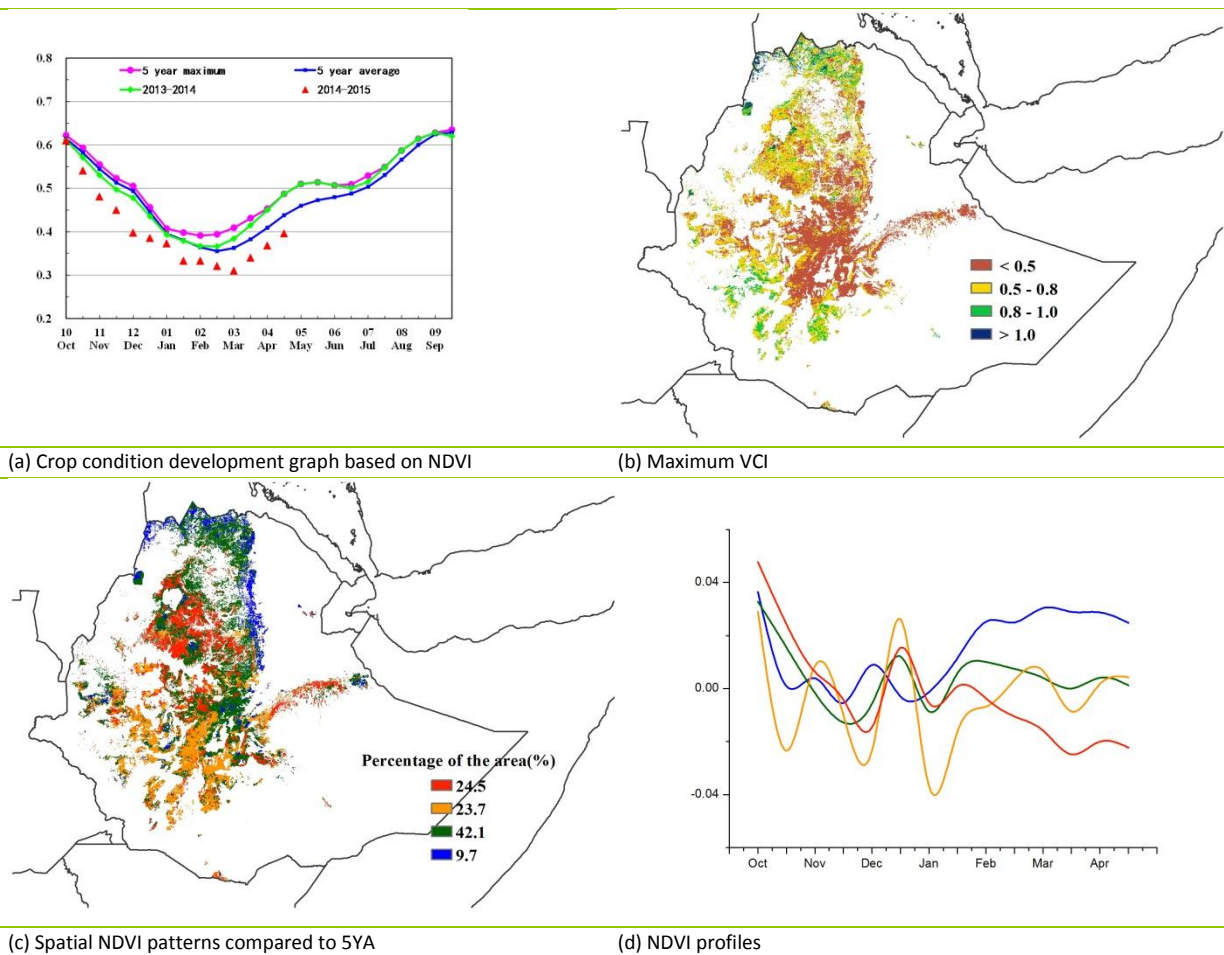 0.8
0.7
0.6
0.5
0.4
0.3
0.2
5 year maximum
5 year average
2013-2014
2014-2015
10 11 12 01 02 03 04 05 06 07 08 09
Oct Nov Dec Jan Feb Mar Apr May Jun Jul Aug Sep
< 0.5
0.5 - 0.8
0.8 - 1.0
> 1.0
(a) Crop condition development graph based on NDVI
(b) Maximum VCI
Percentage of the area(%)
24.5
23.7
42.1
9.7
0.04
0.00
-0.04
Oct Nov Dec Jan Feb Mar Apr
(c) Spatial NDVI patterns compared to 5YA
(d) NDVI profiles